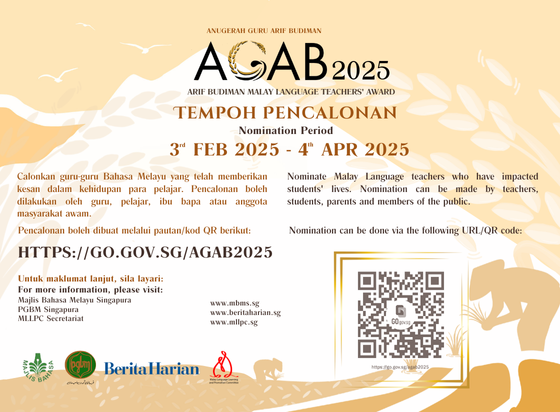 ANUGERAH GURU ARIF BUDIMAN
AGAB 2025
ARIF BUDIMAN MALAY LANGUAGE TEACHERS' AWARD
TEMPOH PENCALONAN
Nomination Period
3rd FEB 2025 - 4th APR 2025
Calonkan guru-guru Bahasa Melayu yang telah memberikan
kesan dalam kehidupan para pelajar. Pencalonan boleh
dilakukan oleh guru, pelajar, ibu bapa atau anggota
masyarakat awam.
Pencalonan boleh dibuat melalui pautan/kod QR berikut:
HTTPS://GO.GOV.SG/AGAB2025
Nominate Malay Language teachers who have impacted
students' lives. Nomination can be made by teachers,
students, parents and members of the public.
Nomination can be done via the following URL/QR code:
GO.gov.sg
https://go.gov.sg/agab2025
Untuk maklumat lanjut, sila layari:
For more information, please visit:
Majlis Bahasa Melayu Singapura
PGBM Singapura
MLLPC Secretariat
www.mbms.sg
www.beritaharian.sg
www.mllpc.sg
MAJLIS BAHASA
pgbm
Berita Harian